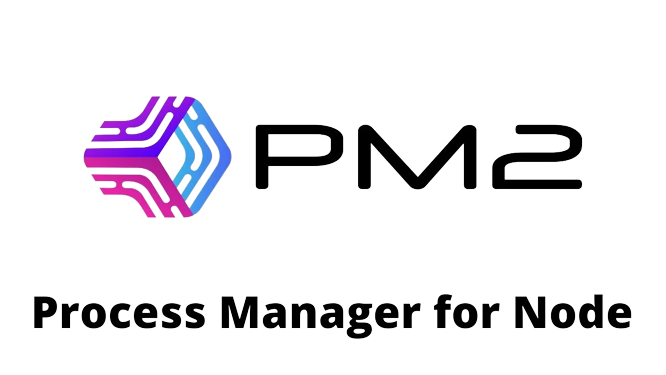 PM2
Process Manager for Node